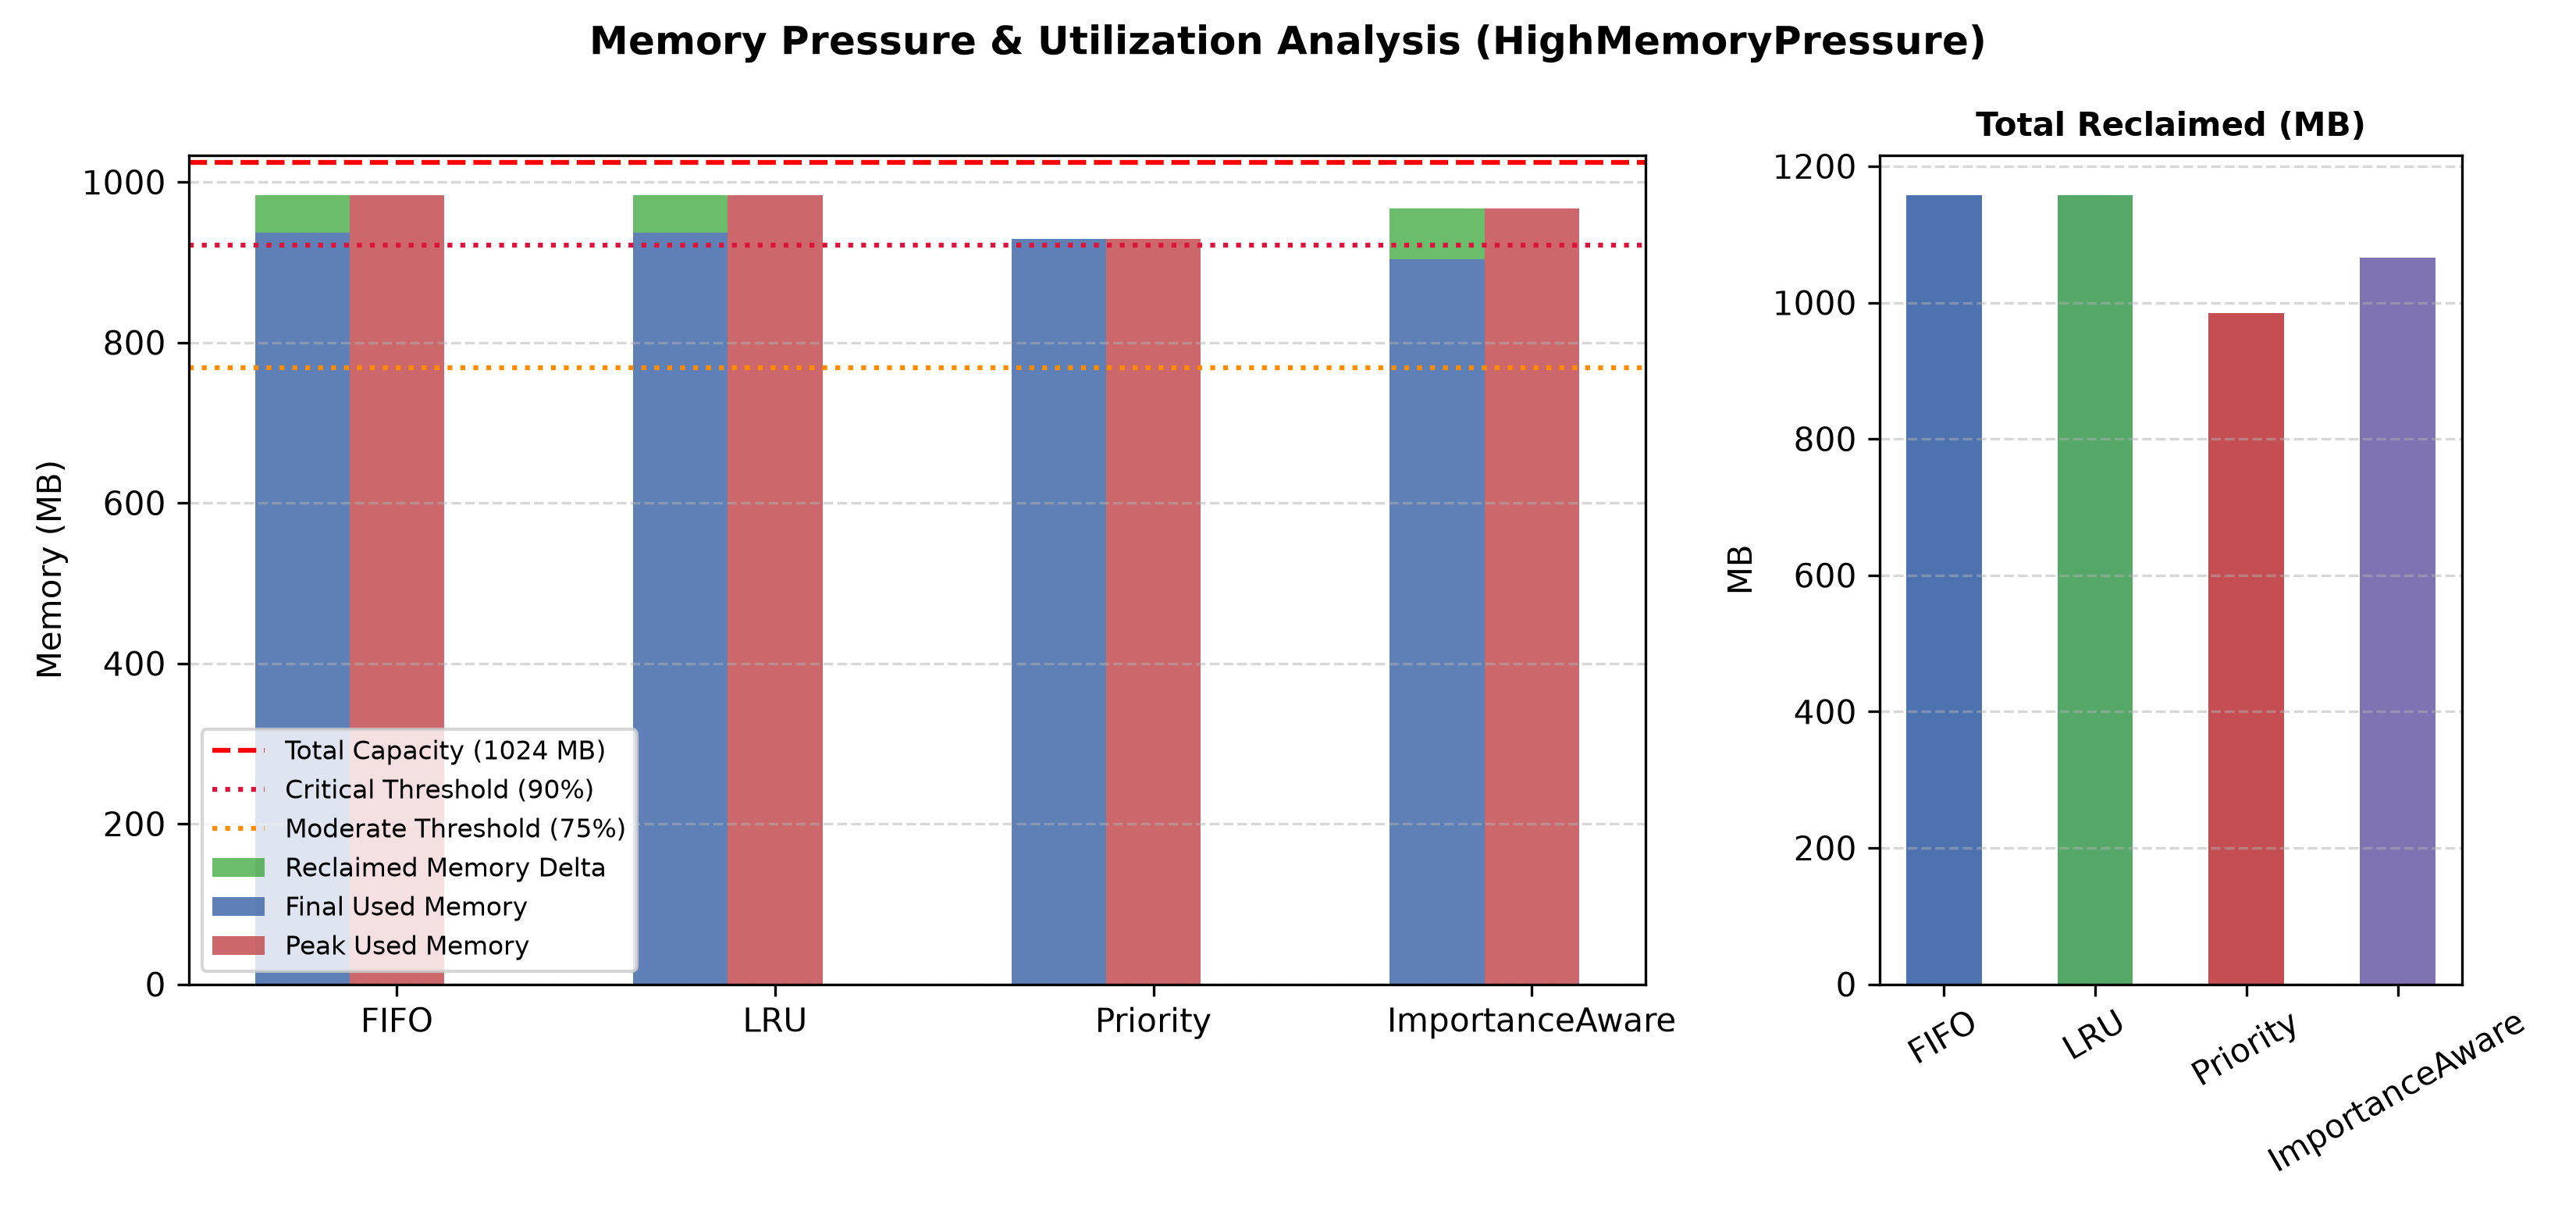 Memory Pressure & Utilization Analysis (HighMemoryPressure)
Memory (MB)
1000
800
600
400
200
0
Total Capacity (1024 MB)
Critical Threshold (90%)
Moderate Threshold (75%)
Reclaimed Memory Delta
Final Used Memory
Peak Used Memory
FIFO
LRU
Priority
ImportanceAware
Total Reclaimed (MB)
MB
1200
1000
800
600
400
200
0
FIFO
LRU
Priority
ImportanceAware